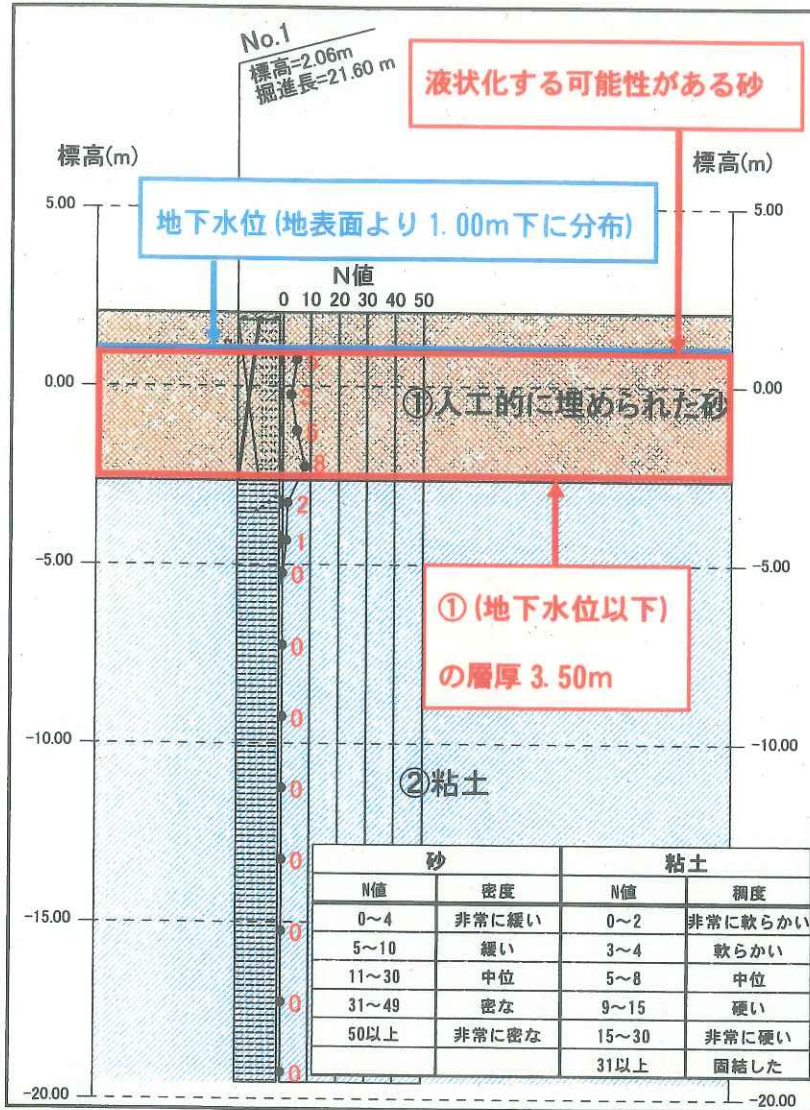 No.1
標高=2.06m
掘進長=21.60 m
液状化する可能性がある砂
標高(m)
標高(m)
5.00
5.00
地下水位(地表面より1.00m下に分布)
N値
0 10 20 30 40 50
0.00
0.00
①人工的に埋められた砂
3
8
2
1
0
-5.00
-5.00
①(地下水位以下)
の層厚 3.50m
0
0
-10.00
-10.00
②粘土
0
0
0
0
0
-15.00
-15.00
砂 粘土
N値 密度 N値 稠度
0~4 非常に緩い 0~2 非常に軟らかい
5~10 緩い 3~4 軟らかい
11~30 中位 5~8 中位
31~49 密な 9~15 硬い
50以上 非常に密な 15~30 非常に硬い
31以上 固結した
-20.00
-20.00